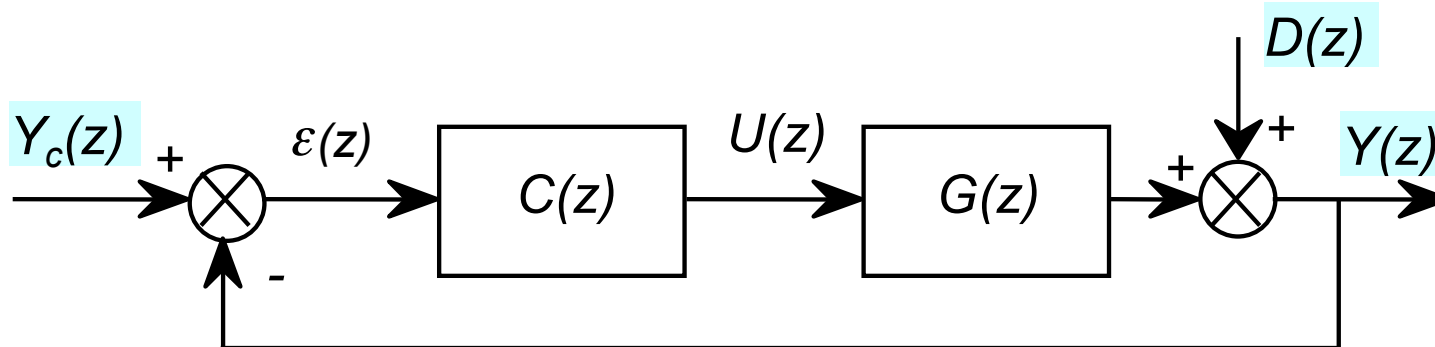 D(z)
Y_c(z)
+
ε(z)
C(z)
U(z)
G(z)
+
+
Y(z)
-